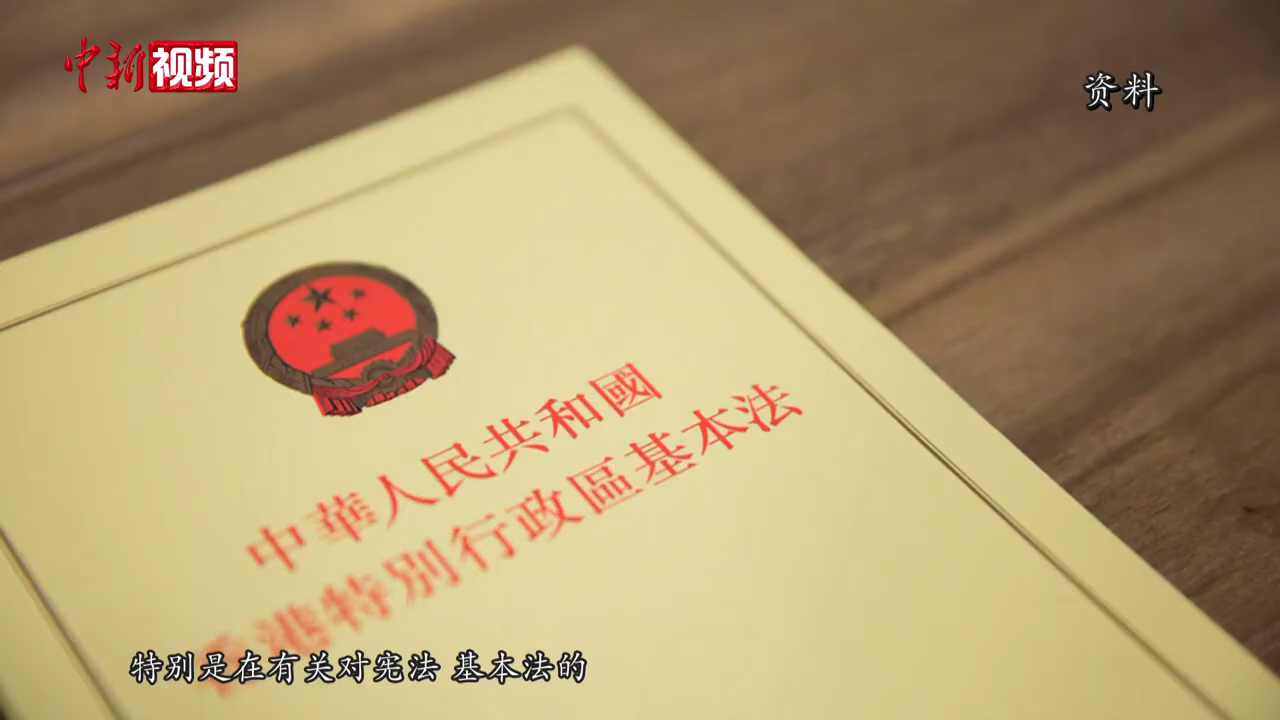 中新视频
资料
中華人民共和國
香港特別行政區基本法
特别是在有关对宪法 基本法的